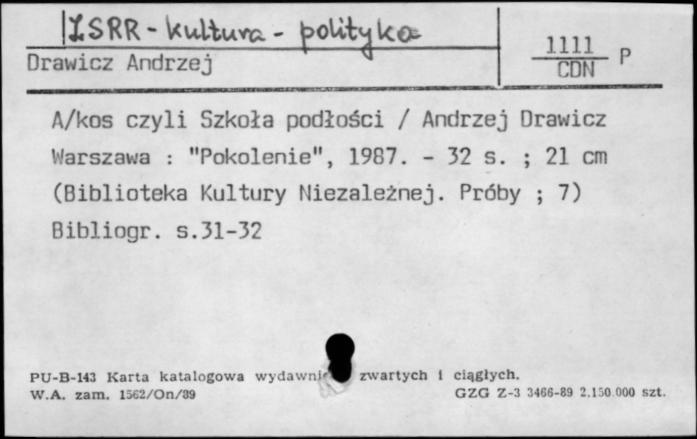 ZSRR - kultura - polityka
Drawicz Andrzej
1111 P
CDN
A/kos czyli Szkoła podłości / Andrzej Drawicz
Warszawa : "Pokolenie", 1987. - 32 s. ; 21 cm
(Biblioteka Kultury Niezależnej. Próby ; 7)
Bibliogr. s.31-32
PU-B-143 Karta katalogowa zwartych i ciągłych.
W.A. zam. 1562/On/89
GZG Z-3 3466-89 2.150.000 szt.